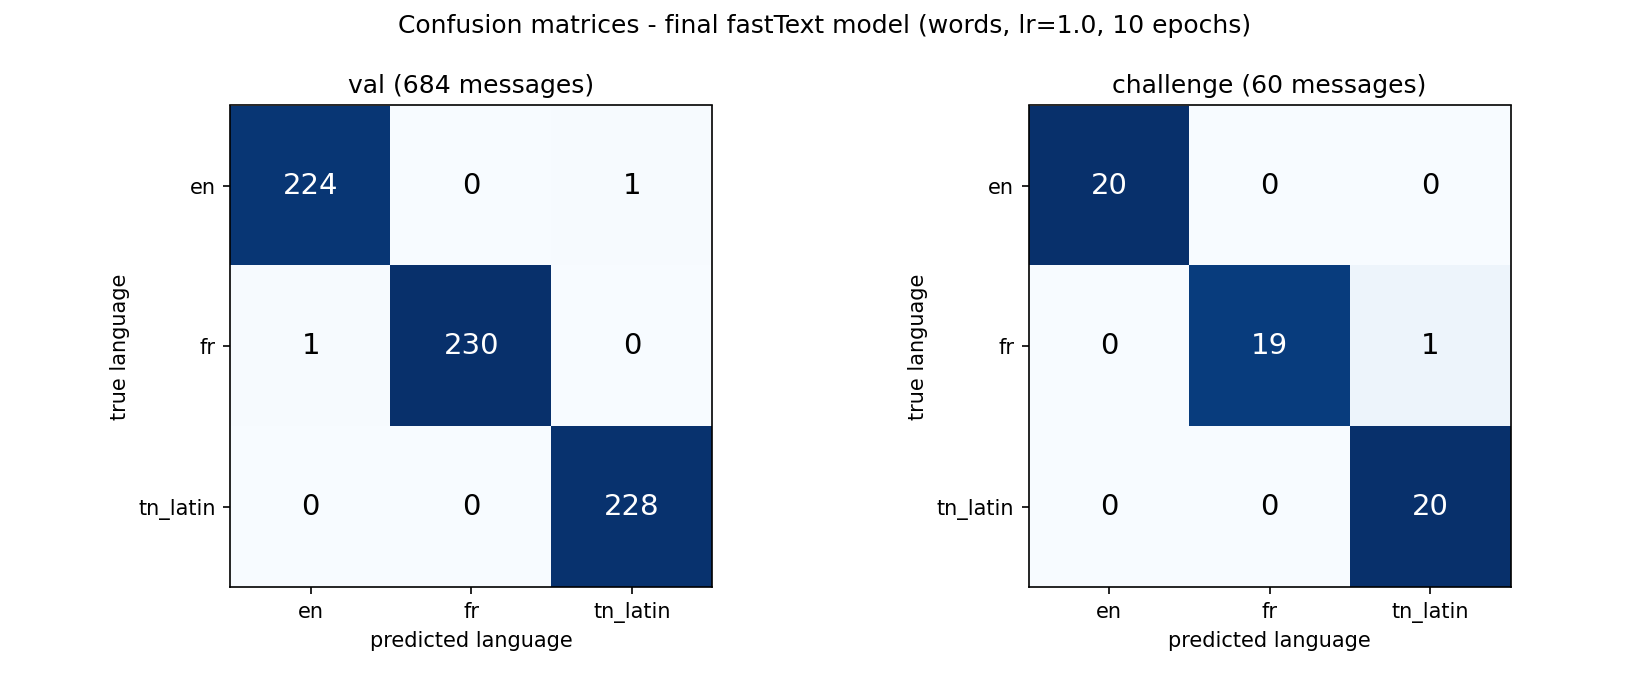 Confusion matrices - final fastText model (words, lr=1.0, 10 epochs)
val (684 messages)
true language
en 224 0 1
fr 1 230 0
tn_latin 0 0 228
en fr tn_latin
predicted language
challenge (60 messages)
true language
en 20 0 0
fr 0 19 1
tn_latin 0 0 20
en fr tn_latin
predicted language